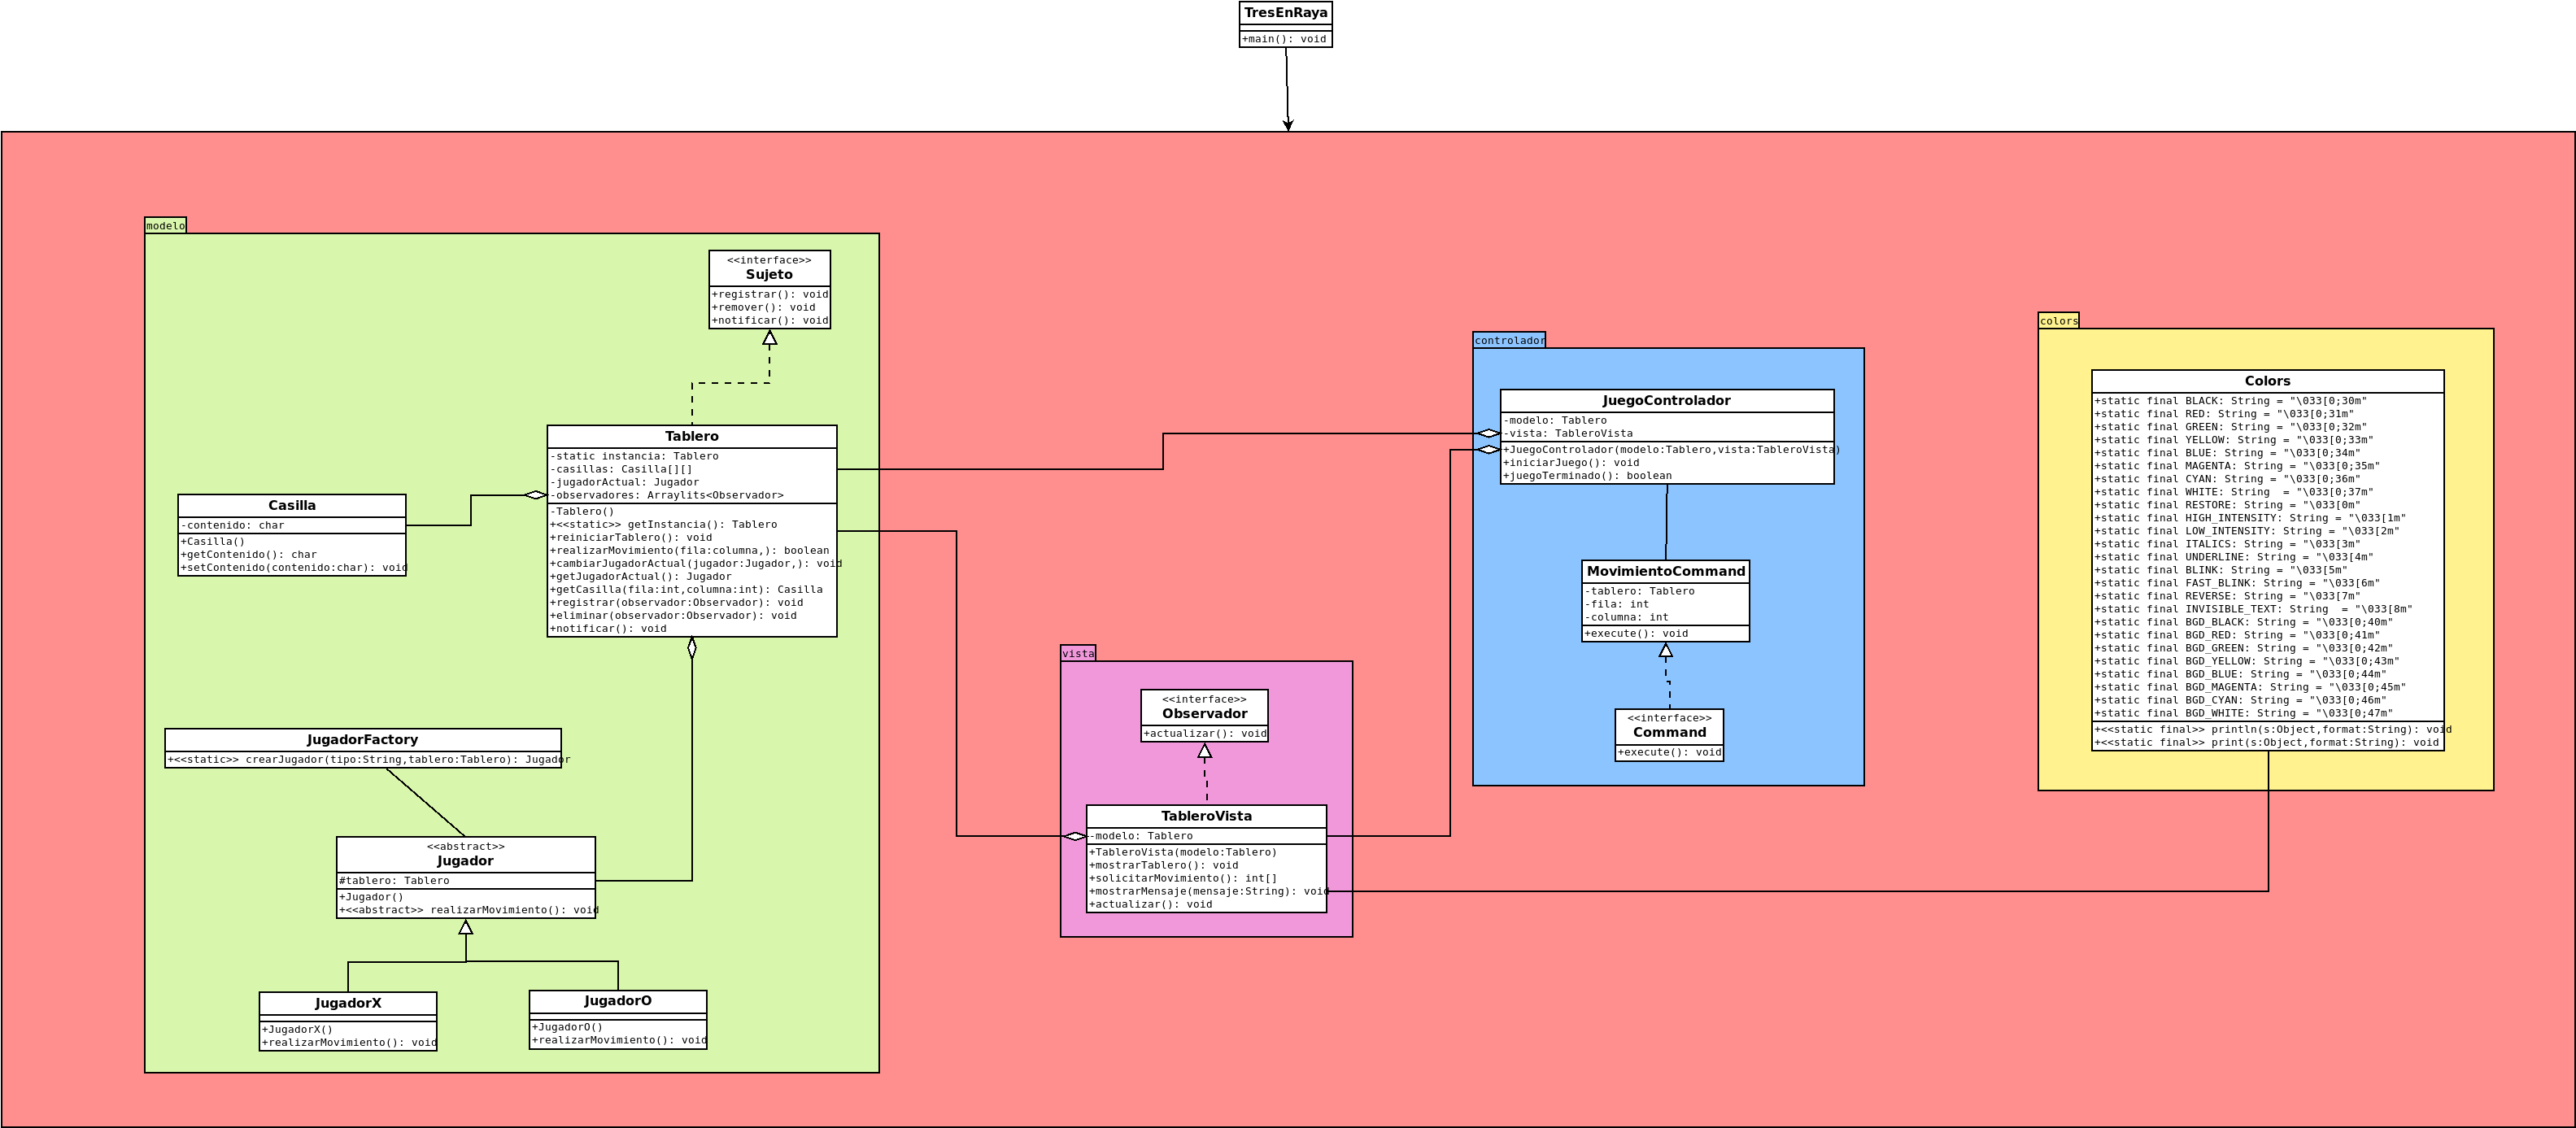 TresEnRaya
+main(): void
modelo
<<interface>>
Sujeto
+registrar(): void
+remover(): void
+notificar(): void
Tablero
-static instancia: Tablero
-casillas: Casilla[][]
-jugadorActual: Jugador
-observadores: Arraylits<Observador>
-Tablero()
+<<static>> getInstancia(): Tablero
+reiniciarTablero(): void
+realizarMovimiento(fila:columna,): boolean
+cambiarJugadorActual(jugador:Jugador,): void
+getJugadorActual(): Jugador
+getCasilla(fila:int,columna:int): Casilla
+registrar(observador:Observador): void
+eliminar(observador:Observador): void
+notificar(): void
Casilla
-contenido: char
+Casilla()
+getContenido(): char
+setContenido(contenido:char): void
JugadorFactory
+<<static>> crearJugador(tipo:String,tablero:Tablero): Jugador
<<abstract>>
Jugador
#tablero: Tablero
+Jugador()
+<<abstract>> realizarMovimiento(): void
JugadorX
+JugadorX()
+realizarMovimiento(): void
JugadorO
+JugadorO()
+realizarMovimiento(): void
vista
<<interface>>
Observador
+actualizar(): void
TableroVista
-modelo: Tablero
+TableroVista(modelo:Tablero)
+mostrarTablero(): void
+solicitarMovimiento(): int[]
+mostrarMensaje(mensaje:String): void
+actualizar(): void
controlador
JuegoControlador
-modelo: Tablero
-vista: TableroVista
+JuegoControlador(modelo:Tablero,vista:TableroVista)
+iniciarJuego(): void
+juegoTerminado(): boolean
MovimientoCommand
-tablero: Tablero
-fila: int
-columna: int
+execute(): void
<<interface>>
Command
+execute(): void
colors
Colors
+static final BLACK: String = "\033[0;30m"
+static final RED: String = "\033[0;31m"
+static final GREEN: String = "\033[0;32m"
+static final YELLOW: String = "\033[0;33m"
+static final BLUE: String = "\033[0;34m"
+static final MAGENTA: String = "\033[0;35m"
+static final CYAN: String = "\033[0;36m"
+static final WHITE: String  = "\033[0;37m"
+static final RESTORE: String = "\033[0m"
+static final HIGH_INTENSITY: String = "\033[1m"
+static final LOW_INTENSITY: String = "\033[2m"
+static final ITALICS: String = "\033[3m"
+static final UNDERLINE: String = "\033[4m"
+static final BLINK: String = "\033[5m"
+static final FAST_BLINK: String = "\033[6m"
+static final REVERSE: String = "\033[7m"
+static final INVISIBLE_TEXT: String  = "\033[8m"
+static final BGD_BLACK: String = "\033[0;40m"
+static final BGD_RED: String = "\033[0;41m"
+static final BGD_GREEN: String = "\033[0;42m"
+static final BGD_YELLOW: String = "\033[0;43m"
+static final BGD_BLUE: String = "\033[0;44m"
+static final BGD_MAGENTA: String = "\033[0;45m"
+static final BGD_CYAN: String = "\033[0;46m"
+static final BGD_WHITE: String = "\033[0;47m"
+<<static final>> println(s:Object,format:String): void
+<<static final>> print(s:Object,format:String): void